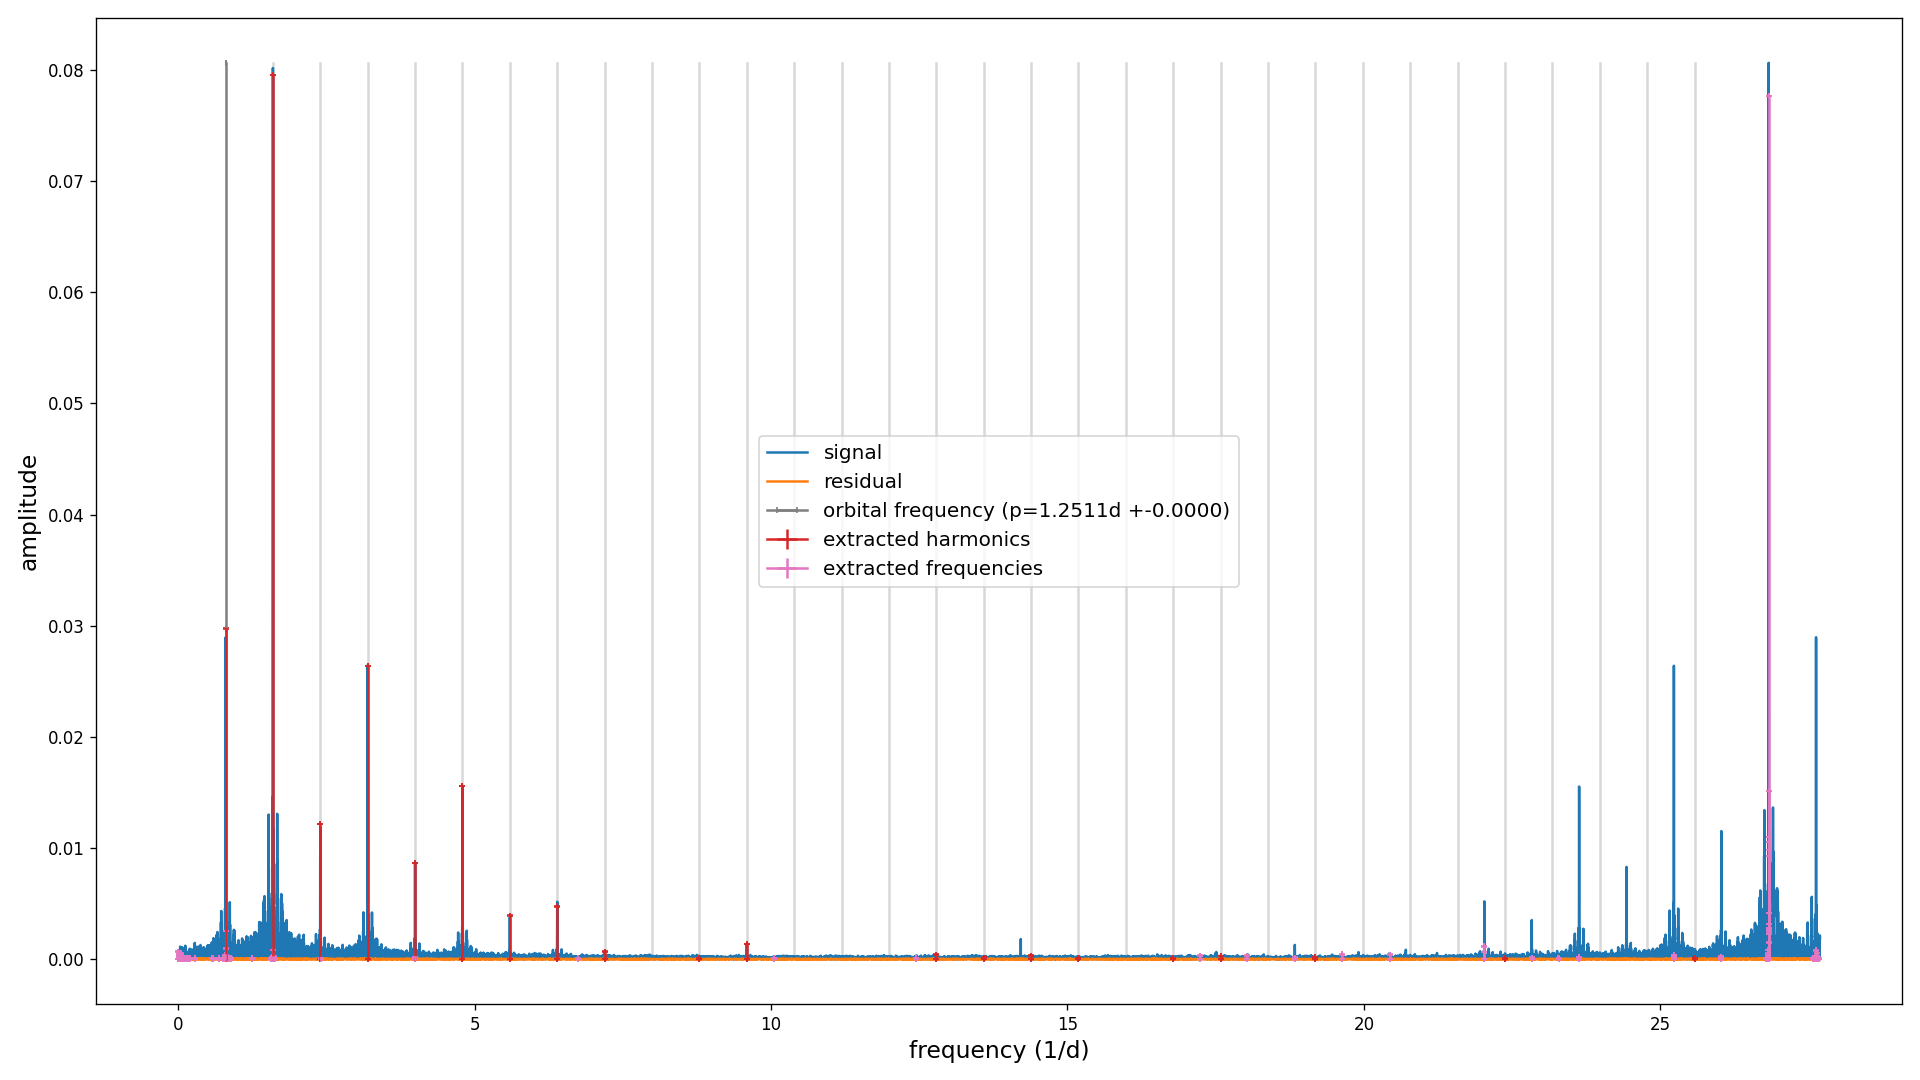 0.08
0.07
0.06
0.05
0.04
0.03
0.02
0.01
0.00
amplitude
signal
residual
orbital frequency (p=1.2511d +-0.0000)
extracted harmonics
extracted frequencies
0 5 10 15 20 25
frequency (1/d)